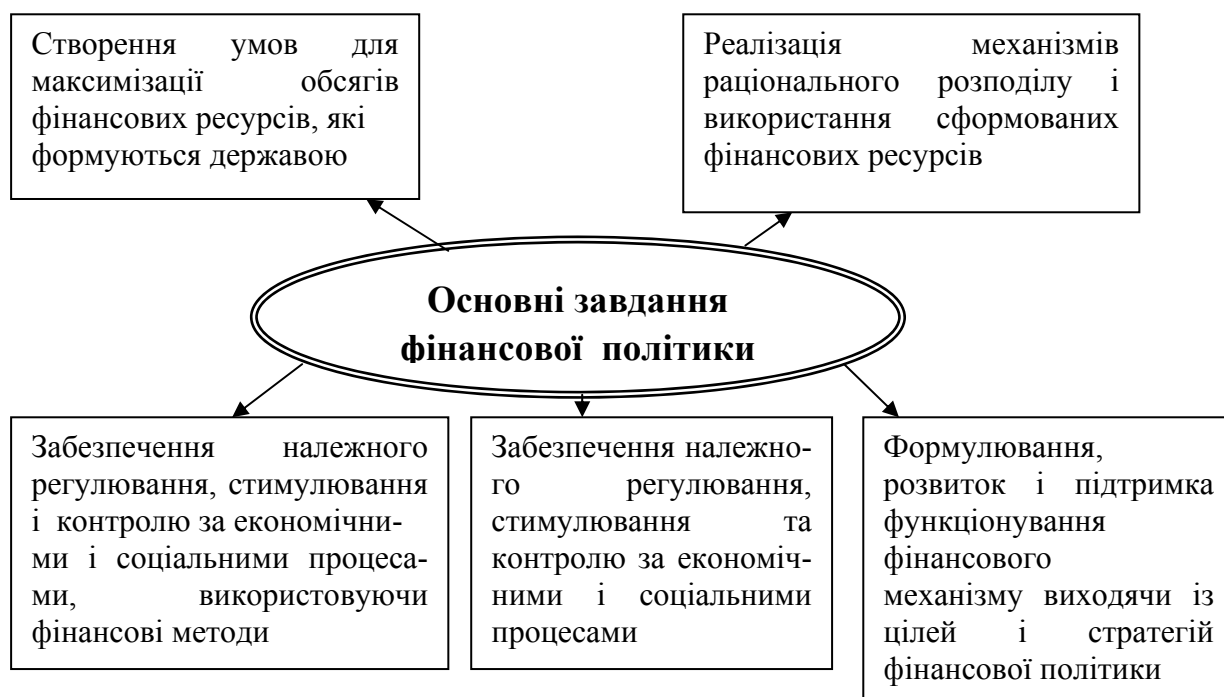 Створення умов для
максимізації обсягів
фінансових ресурсів, які
формуються державою
Реалізація механізмів
раціонального розподілу і
використання сформованих
фінансових ресурсів
Основні завдання
фінансової політики
Забезпечення належного
регулювання, стимулювання
і контролю за економічни-
ми і соціальними процеса-
ми, використовуючи
фінансові методи
Забезпечення належно-
го регулювання,
стимулювання та
контролю за економіч-
ними і соціальними
процесами
Формулювання,
розвиток і підтримка
функціонування
фінансового
механізму виходячи із
цілей і стратегій
фінансової політики